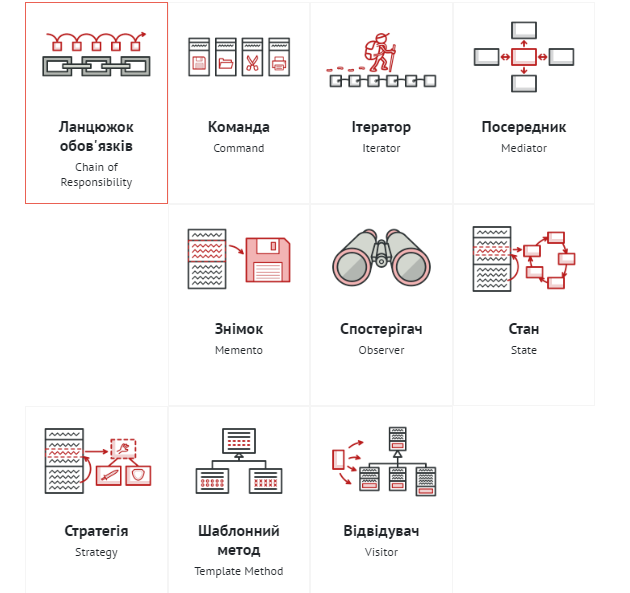 Ланцюжок
обов'язків
Chain of
Responsibility
Команда
Command
Ітератор
Iterator
Посередник
Mediator
Знімок
Memento
Спостерігач
Observer
Стан
State
Стратегія
Strategy
Шаблонний
метод
Template Method
Відвідувач
Visitor